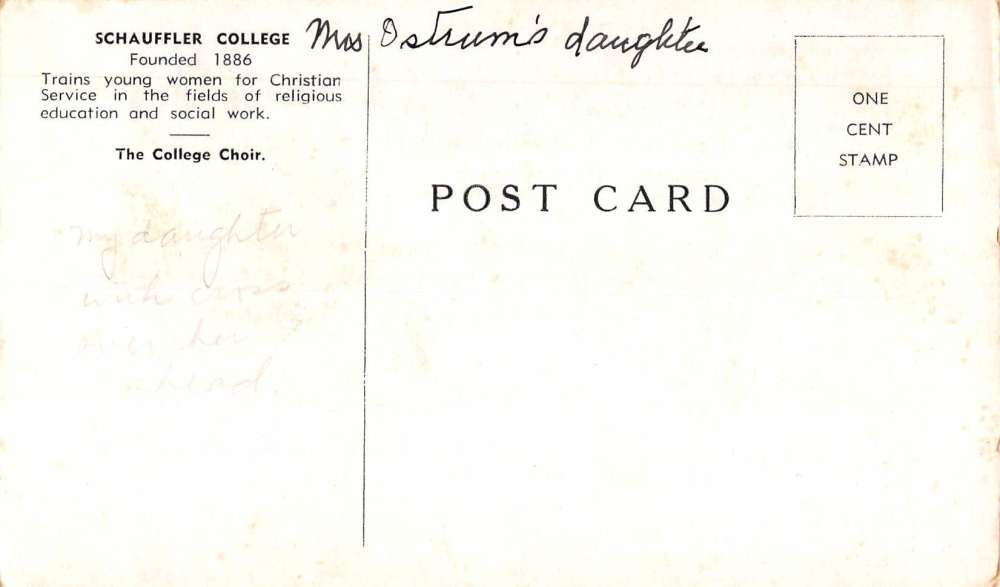 SCHAUFFLER COLLEGE
Founded 1886
Trains young women for Christian
Service in the fields of religious
education and social work.
The College Choir.
Mrs Ostrum's daughter
my daughter
with cross
over her
head.
POST CARD
ONE
CENT
STAMP